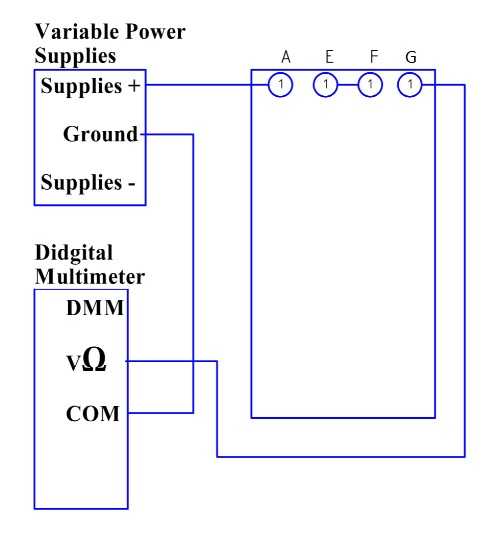 Variable Power
Supplies
Supplies +
Ground
Supplies -
A E F G
1 1 1 1
Didgital
Multimeter
DMM
VΩ
COM